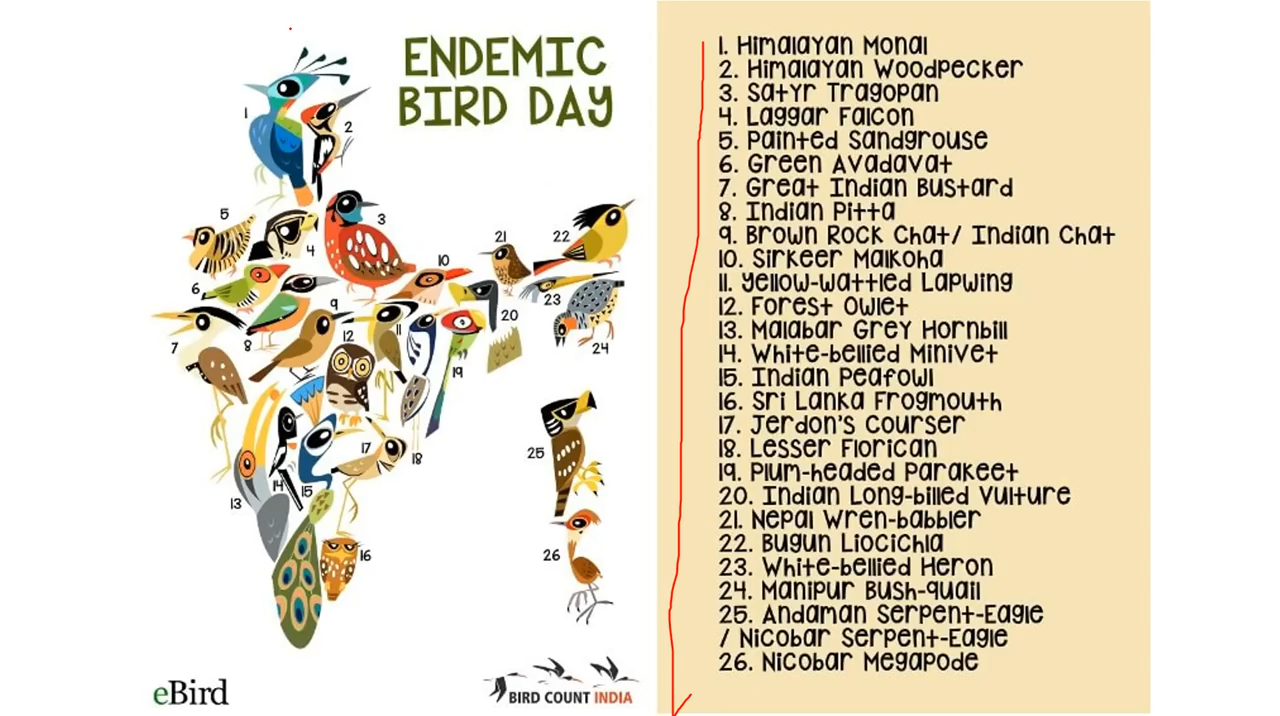 ENDEMIC
BIRD DAY
1
2
3
4
5
6
7
8
9
10
11
12
13
14
15
16
17
18
19
20
21
22
23
24
25
26
eBird
BIRD COUNT INDIA
1. Himalayan Monal
2. Himalayan Woodpecker
3. Satyr Tragopan
4. Laggar Falcon
5. Painted Sandgrouse
6. Green Avadavat
7. Great Indian Bustard
8. Indian Pitta
9. Brown Rock Chat/ Indian Chat
10. Sirkeer Malkoha
11. Yellow-wattled Lapwing
12. Forest Owlet
13. Malabar Grey Hornbill
14. White-bellied Minivet
15. Indian Peafowl
16. Sri Lanka Frogmouth
17. Jerdon's Courser
18. Lesser Florican
19. Plum-headed Parakeet
20. Indian Long-billed Vulture
21. Nepal Wren-babbler
22. Bugun Liocichla
23. White-bellied Heron
24. Manipur Bush-quail
25. Andaman Serpent-Eagle
/ Nicobar Serpent-Eagle
26. Nicobar Megapode